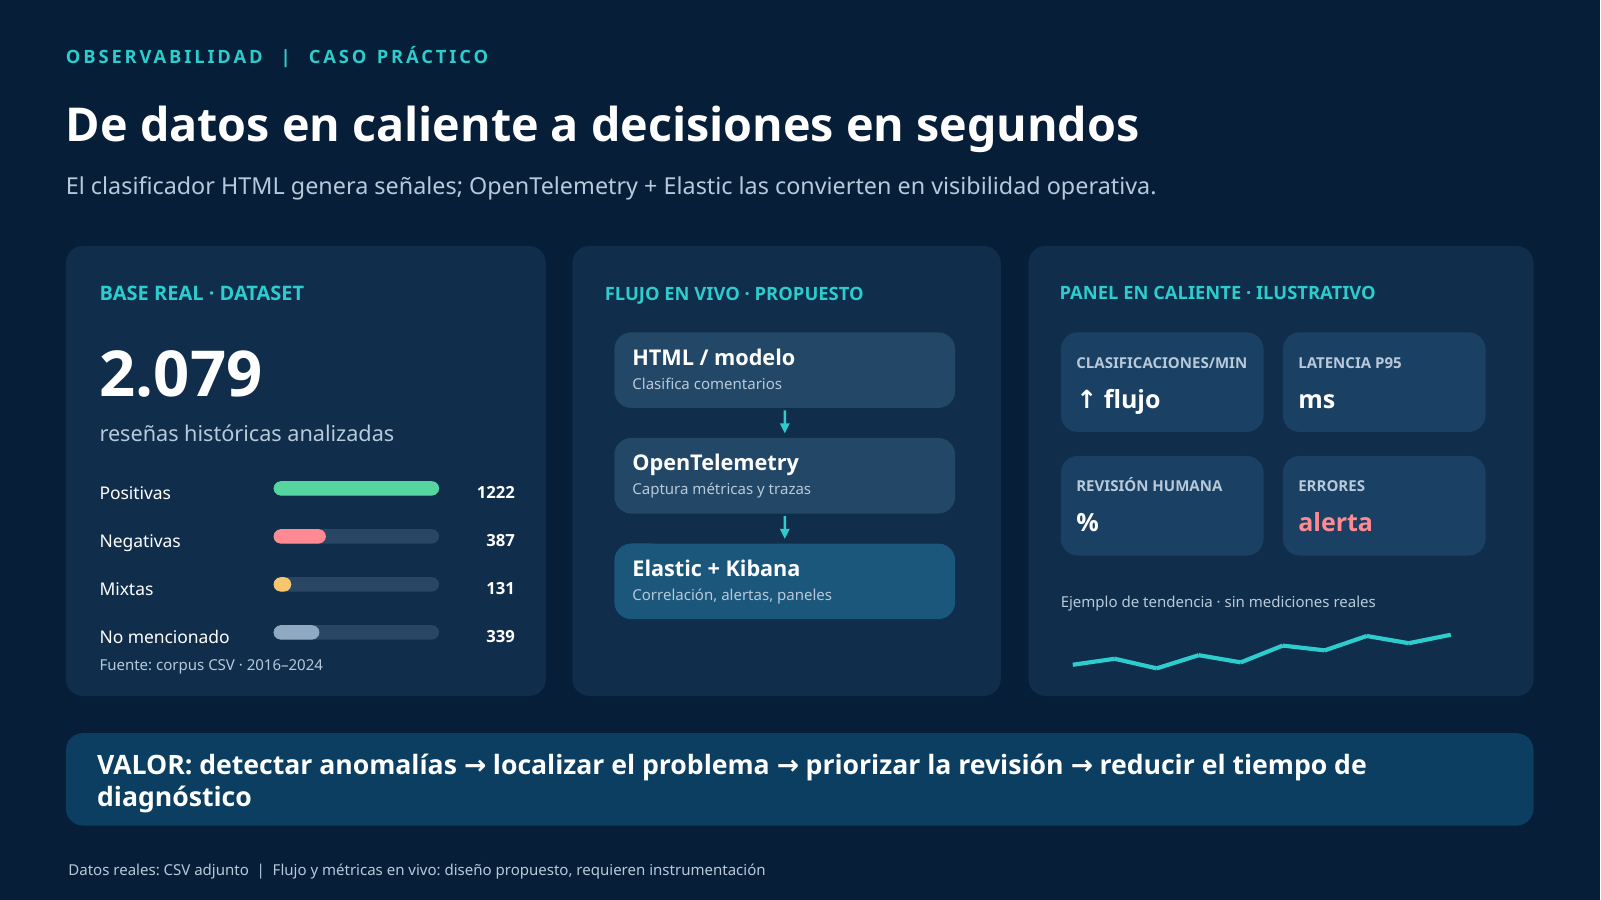 OBSERVABILIDAD | CASO PRÁCTICO
De datos en caliente a decisiones en segundos
El clasificador HTML genera señales; OpenTelemetry + Elastic las convierten en visibilidad operativa.
BASE REAL · DATASET
2.079
reseñas históricas analizadas
Positivas 1222
Negativas 387
Mixtas 131
No mencionado 339
Fuente: corpus CSV · 2016–2024
FLUJO EN VIVO · PROPUESTO
HTML / modelo
Clasifica comentarios
OpenTelemetry
Captura métricas y trazas
Elastic + Kibana
Correlación, alertas, paneles
PANEL EN CALIENTE · ILUSTRATIVO
CLASIFICACIONES/MIN
↑ flujo
LATENCIA P95
ms
REVISIÓN HUMANA
%
ERRORES
alerta
Ejemplo de tendencia · sin mediciones reales
VALOR: detectar anomalías → localizar el problema → priorizar la revisión → reducir el tiempo de
diagnóstico
Datos reales: CSV adjunto | Flujo y métricas en vivo: diseño propuesto, requieren instrumentación